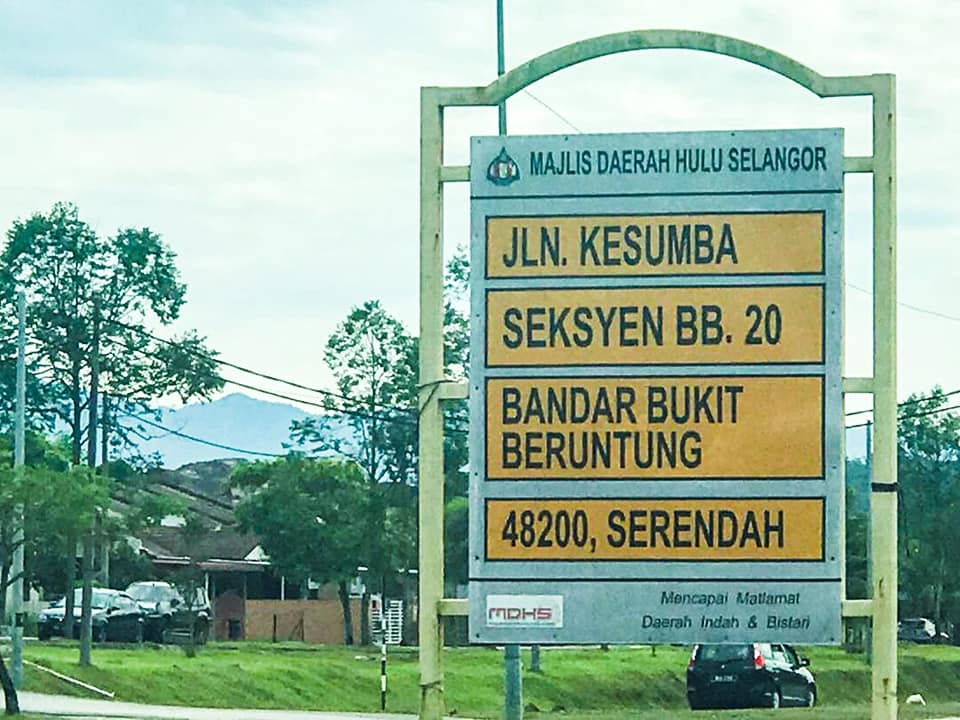 MAJLIS DAERAH HULU SELANGOR
JLN. KESUMBA
SEKSYEN BB. 20
BANDAR BUKIT
BERUNTUNG
48200, SERENDAH
MDHS
Mencapai Matlamat
Daerah Indah & Bistari